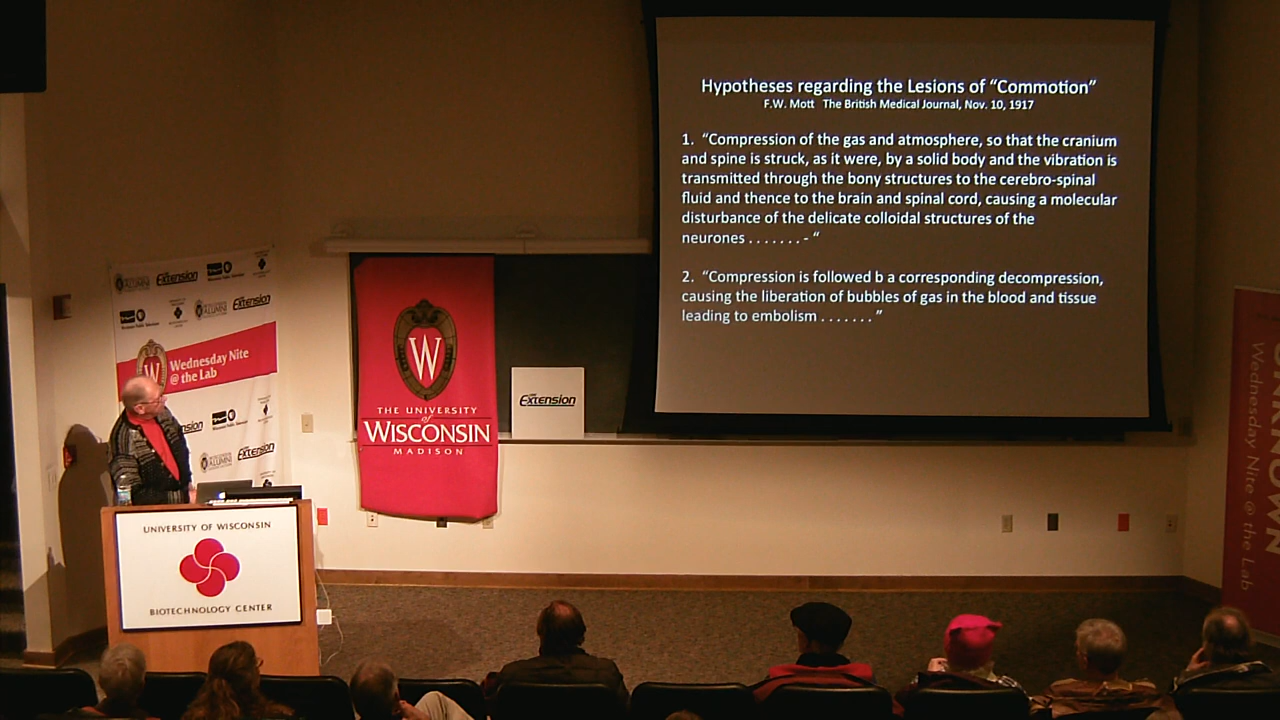 Hypotheses regarding the Lesions of “Commotion”
F.W. Mott The British Medical Journal, Nov. 10, 1917
1. “Compression of the gas and atmosphere, so that the cranium
and spine is struck, as it were, by a solid body and the vibration is
transmitted through the bony structures to the cerebro-spinal
fluid and thence to the brain and spinal cord, causing a molecular
disturbance of the delicate colloidal structures of the
neurones . . . . . . . - “
2. “Compression is followed b a corresponding decompression,
causing the liberation of bubbles of gas in the blood and tissue
leading to embolism . . . . . . . ”
Extension
Extension
Wednesday Nite
@ the Lab
W
ALUMNI
Extension
W
THE UNIVERSITY
of
WISCONSIN
MADISON
Extension
UNIVERSITY OF WISCONSIN
BIOTECHNOLOGY CENTER
Wednesday Nite @ the Lab